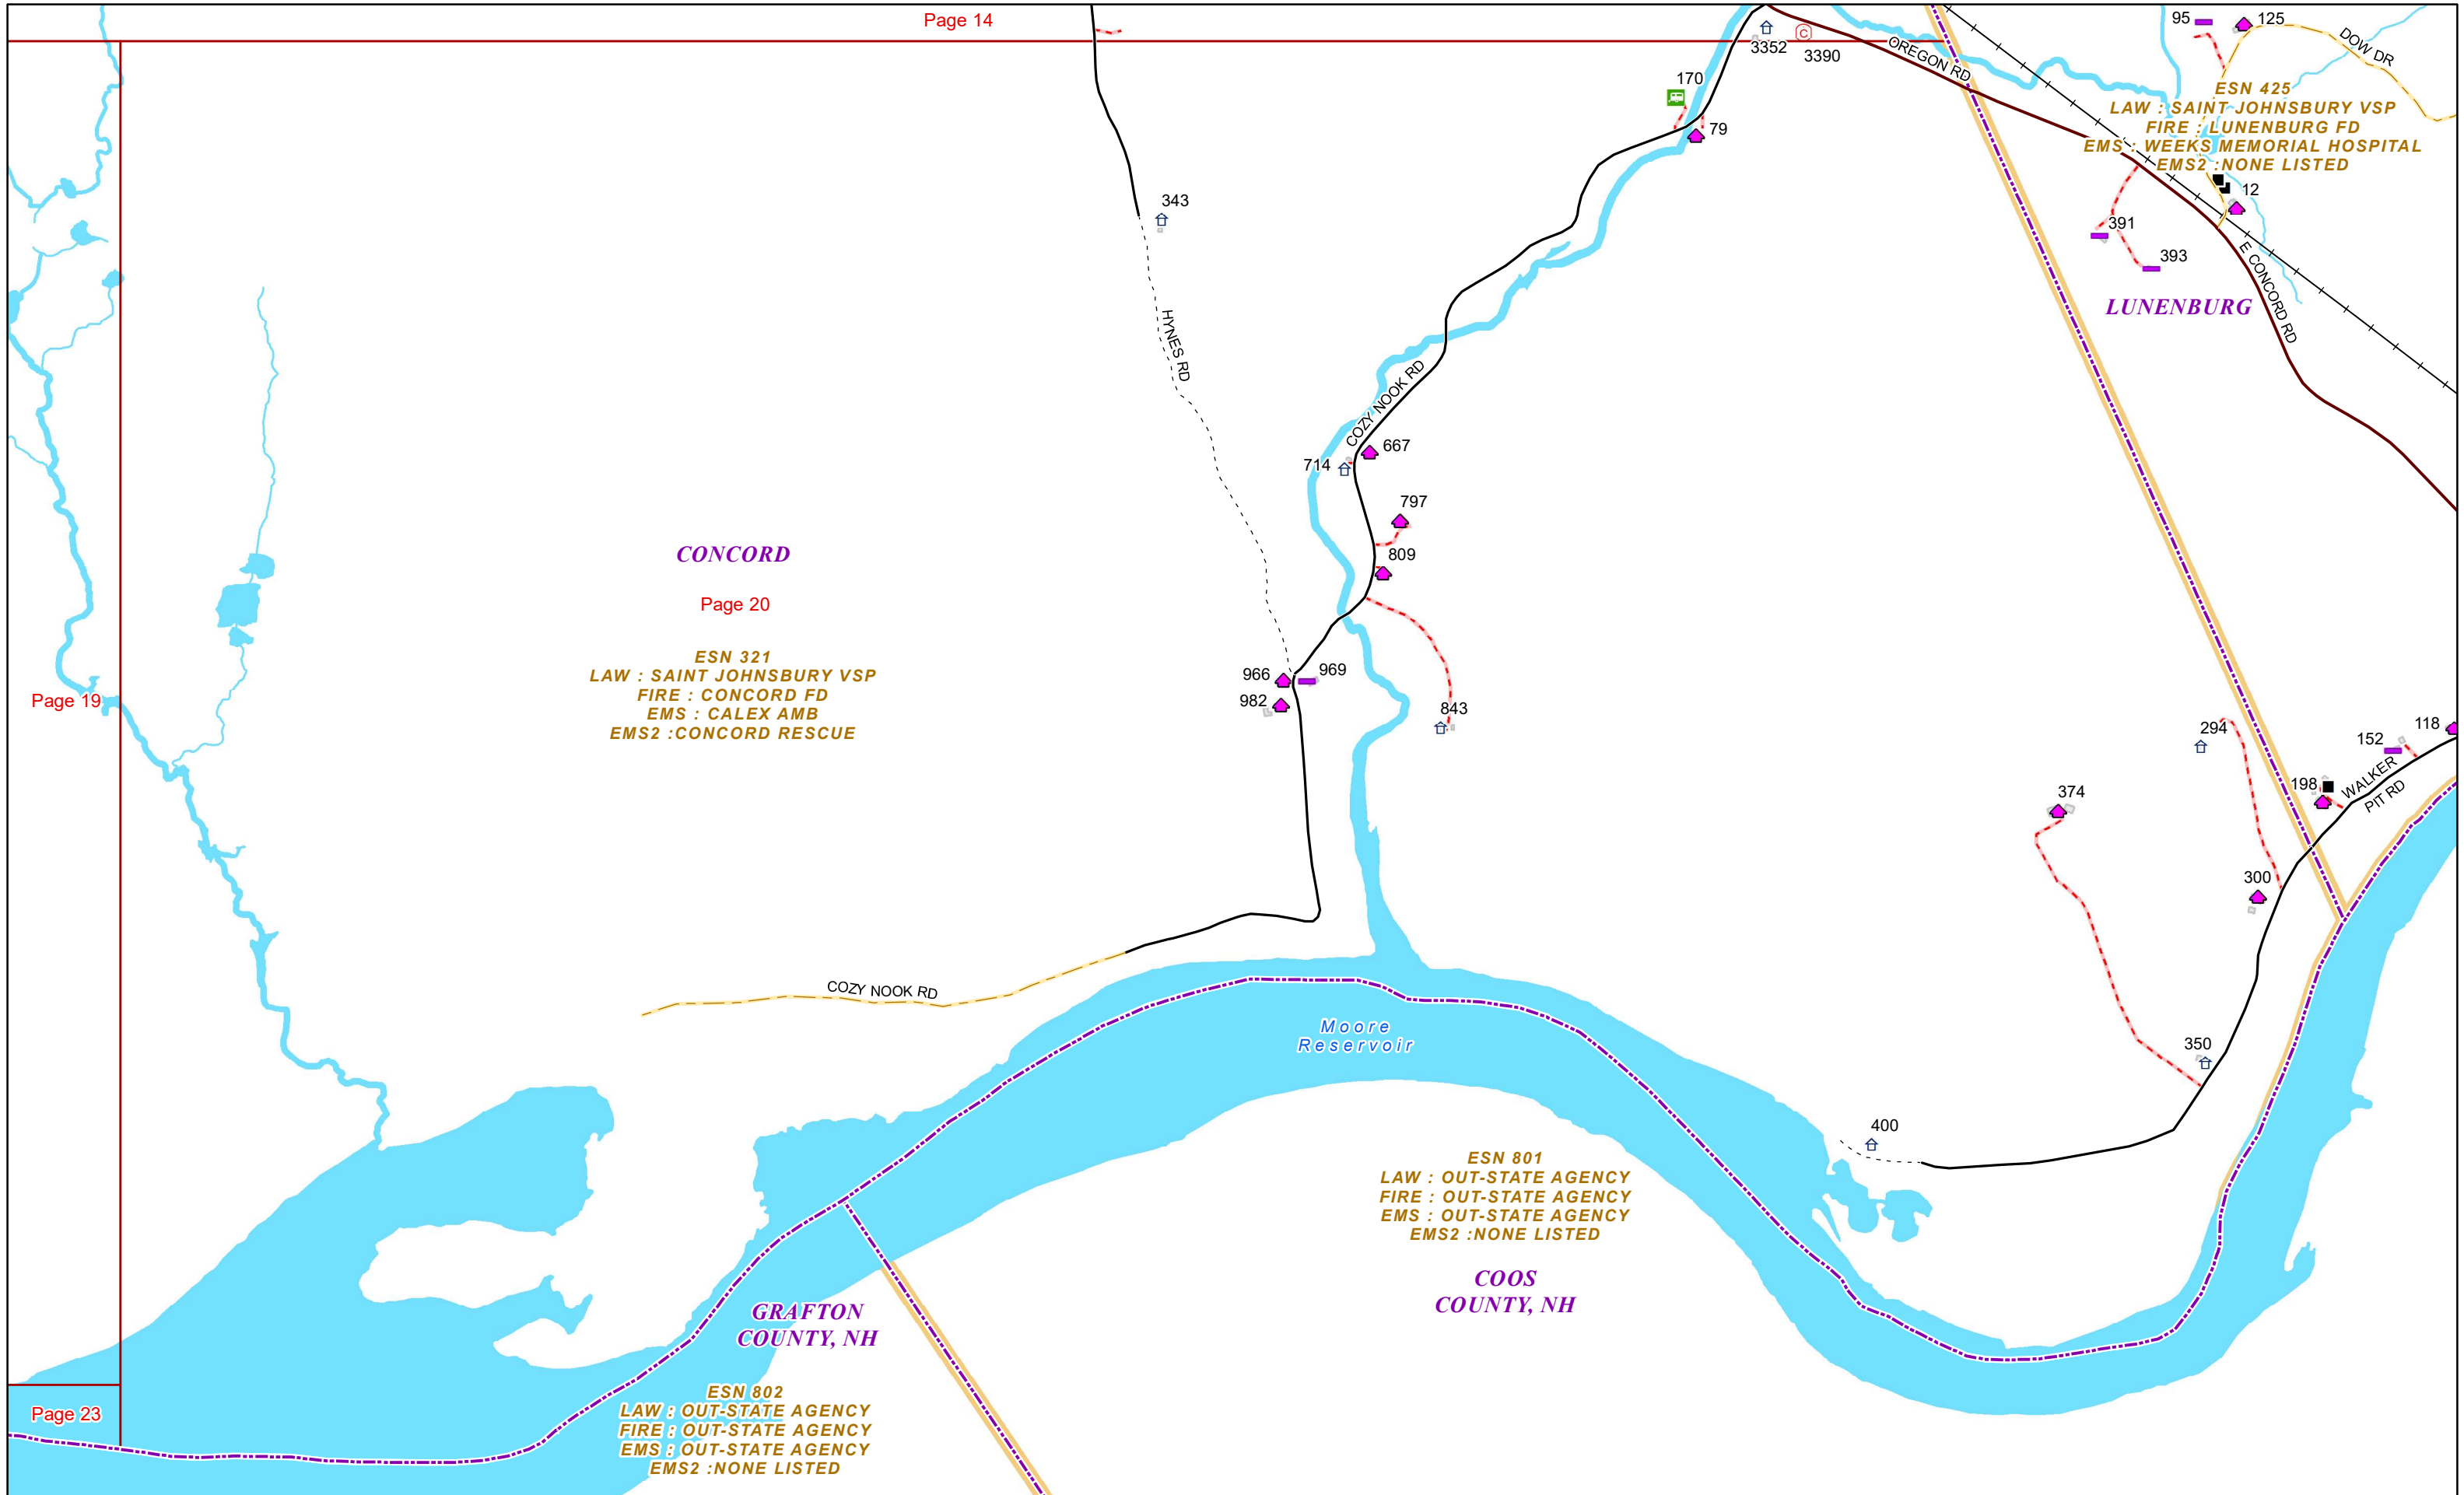 Page 14
95
125
DOW DR
3352
3390
OREGON RD
170
79
ESN 425
LAW : SAINT JOHNSBURY VSP
FIRE : LUNENBURG FD
EMS : WEEKS MEMORIAL HOSPITAL
EMS2 :NONE LISTED
12
343
391
393
E CONCORD RD
LUNENBURG
HYNES RD
COZY NOOK RD
667
714
797
809
CONCORD
Page 20
ESN 321
LAW : SAINT JOHNSBURY VSP
FIRE : CONCORD FD
EMS : CALEX AMB
EMS2 :CONCORD RESCUE
Page 19
966
969
982
843
294
118
152
WALKER
PIT RD
198
374
300
COZY NOOK RD
Moore
Reservoir
350
400
ESN 801
LAW : OUT-STATE AGENCY
FIRE : OUT-STATE AGENCY
EMS : OUT-STATE AGENCY
EMS2 :NONE LISTED
COOS
COUNTY, NH
GRAFTON
COUNTY, NH
ESN 802
LAW : OUT-STATE AGENCY
FIRE : OUT-STATE AGENCY
EMS : OUT-STATE AGENCY
EMS2 :NONE LISTED
Page 23
C